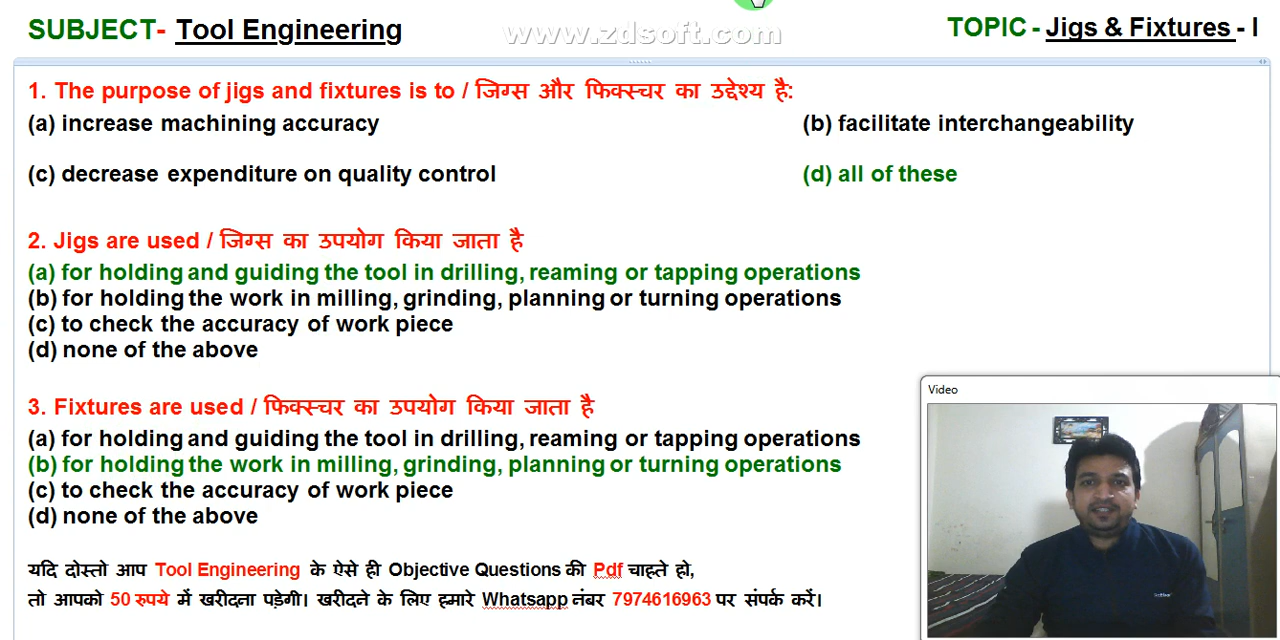 SUBJECT- Tool Engineering
www.zdsoft.com
TOPIC - Jigs & Fixtures - I
1. The purpose of jigs and fixtures is to / जिग्स और फिक्स्चर का उद्देश्य है:
(a) increase machining accuracy
(b) facilitate interchangeability
(c) decrease expenditure on quality control
(d) all of these
2. Jigs are used / जिग्स का उपयोग किया जाता है
(a) for holding and guiding the tool in drilling, reaming or tapping operations
(b) for holding the work in milling, grinding, planning or turning operations
(c) to check the accuracy of work piece
(d) none of the above
3. Fixtures are used / फिक्स्चर का उपयोग किया जाता है
(a) for holding and guiding the tool in drilling, reaming or tapping operations
(b) for holding the work in milling, grinding, planning or turning operations
(c) to check the accuracy of work piece
(d) none of the above
Video
यदि दोस्तो आप Tool Engineering के ऐसे ही Objective Questions की Pdf चाहते हो,
तो आपको 50 रुपये में खरीदना पड़ेगी। खरीदने के लिए हमारे Whatsapp नंबर 7974616963 पर संपर्क करें।